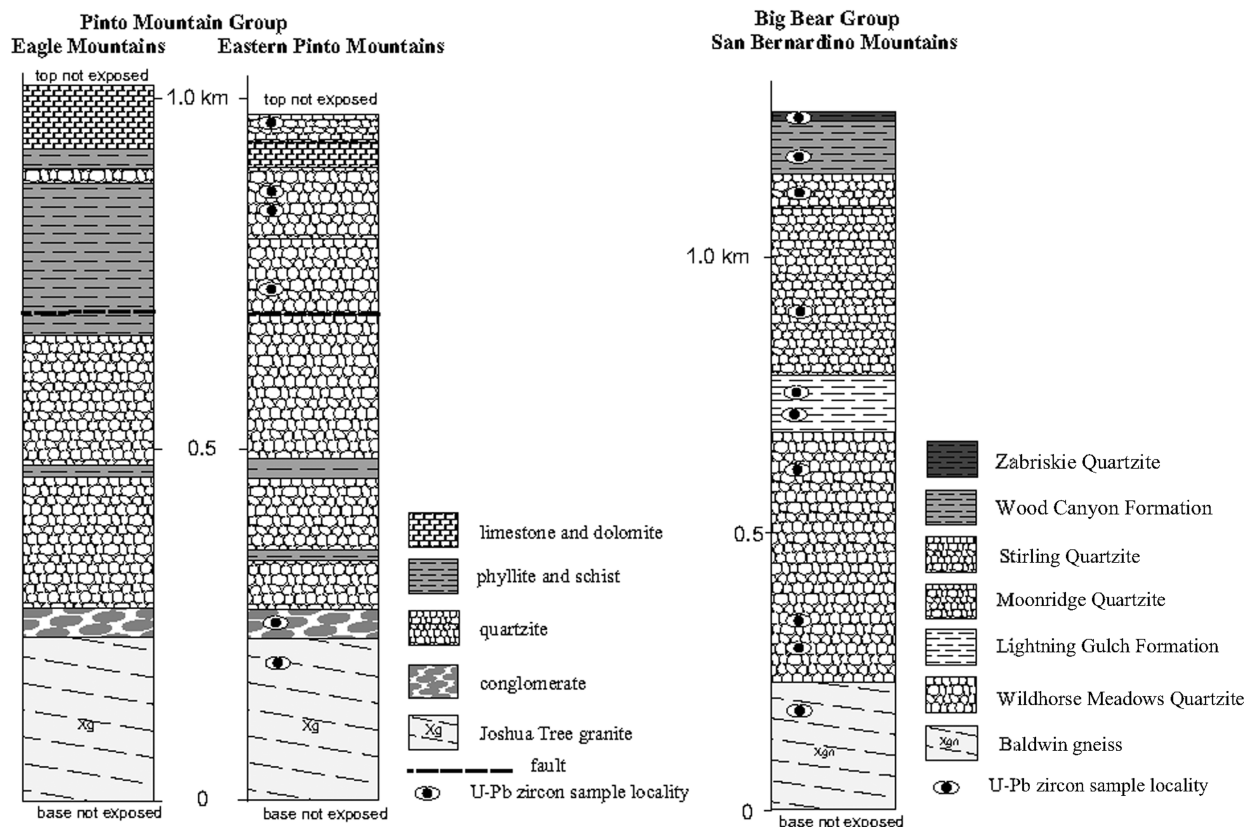 Pinto Mountain Group
Eagle Mountains
Eastern Pinto Mountains
top not exposed
1.0 km
top not exposed
0.5
Xg
Xg
0
base not exposed
base not exposed
limestone and dolomite
phyllite and schist
quartzite
conglomerate
Xg
Joshua Tree granite
fault
U-Pb zircon sample locality
Big Bear Group
San Bernardino Mountains
1.0 km
0.5
Xgn
0
base not exposed
Zabriskie Quartzite
Wood Canyon Formation
Stirling Quartzite
Moonridge Quartzite
Lightning Gulch Formation
Wildhorse Meadows Quartzite
Xgn
Baldwin gneiss
U-Pb zircon sample locality